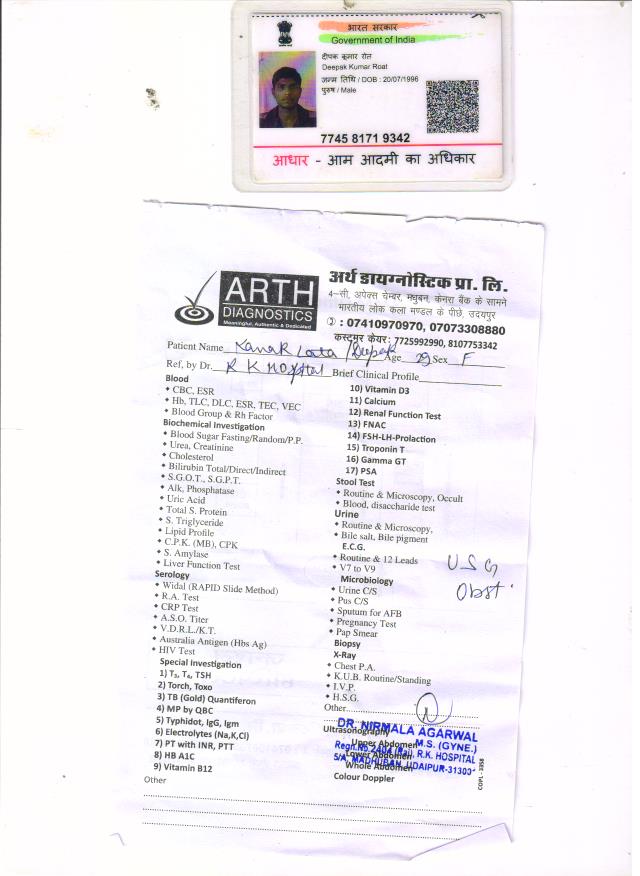 भारत सरकार
Government of India
दीपक कुमार रोत
Deepak Kumar Roat
जन्म तिथि / DOB : 20/07/1996
पुरुष / Male
7745 8171 9342
आधार - आम आदमी का अधिकार
ARTH
DIAGNOSTICS
Meaningful, Authentic & Dedicated
अर्थ डायग्नोस्टिक प्रा. लि.
4-सी, अपेक्स चेम्बर, मधुबन, केनरा बैंक के सामने
भारतीय लोक कला मण्डल के पीछे, उदयपुर
: 07410970970, 07073308880
कस्टमर केयर: 7725992990, 8107753342
Patient Name Kanak Lata / Deepak Age 29 Sex F
Ref, by Dr. R K Hospital Brief Clinical Profile
Blood
CBC, ESR
Hb, TLC, DLC, ESR, TEC, VEC
Blood Group & Rh Factor
Biochemical Investigation
Blood Sugar Fasting/Random/P.P.
Urea, Creatinine
Cholesterol
Bilirubin Total/Direct/Indirect
S.G.O.T., S.G.P.T.
Alk, Phosphatase
Uric Acid
Total S. Protein
S. Triglyceride
Lipid Profile
C.P.K. (MB), CPK
S. Amylase
Liver Function Test
Serology
Widal (RAPID Slide Method)
R.A. Test
CRP Test
A.S.O. Titer
V.D.R.L./K.T.
Australia Antigen (Hbs Ag)
HIV Test
Special Investigation
1) T3, T4, TSH
2) Torch, Toxo
3) TB (Gold) Quantiferon
4) MP by QBC
5) Typhidot, IgG, Igm
6) Electrolytes (Na,K,Cl)
7) PT with INR, PTT
8) HB A1C
9) Vitamin B12
Other
10) Vitamin D3
11) Calcium
12) Renal Function Test
13) FNAC
14) FSH-LH-Prolaction
15) Troponin T
16) Gamma GT
17) PSA
Stool Test
Routine & Microscopy, Occult
Blood, disaccharide test
Urine
Routine & Microscopy,
Bile salt, Bile pigment
E.C.G.
Routine & 12 Leads
V7 to V9
Microbiology
Urine C/S
Pus C/S
Sputum for AFB
Pregnancy Test
Pap Smear
Biopsy
X-Ray
Chest P.A.
K.U.B. Routine/Standing
I.V.P.
H.S.G.
Other
Ultrasonography
Upper Abdomen
Lower Abdomen
Whole Abdomen
Colour Doppler
USG
Obst.
DR. NIRMALA AGARWAL
M.S. (GYNE.)
Regn.No.2404 (Raj). R.K. HOSPITAL
5/A, MADHUBAN, UDAIPUR-31300
COPL - 3358